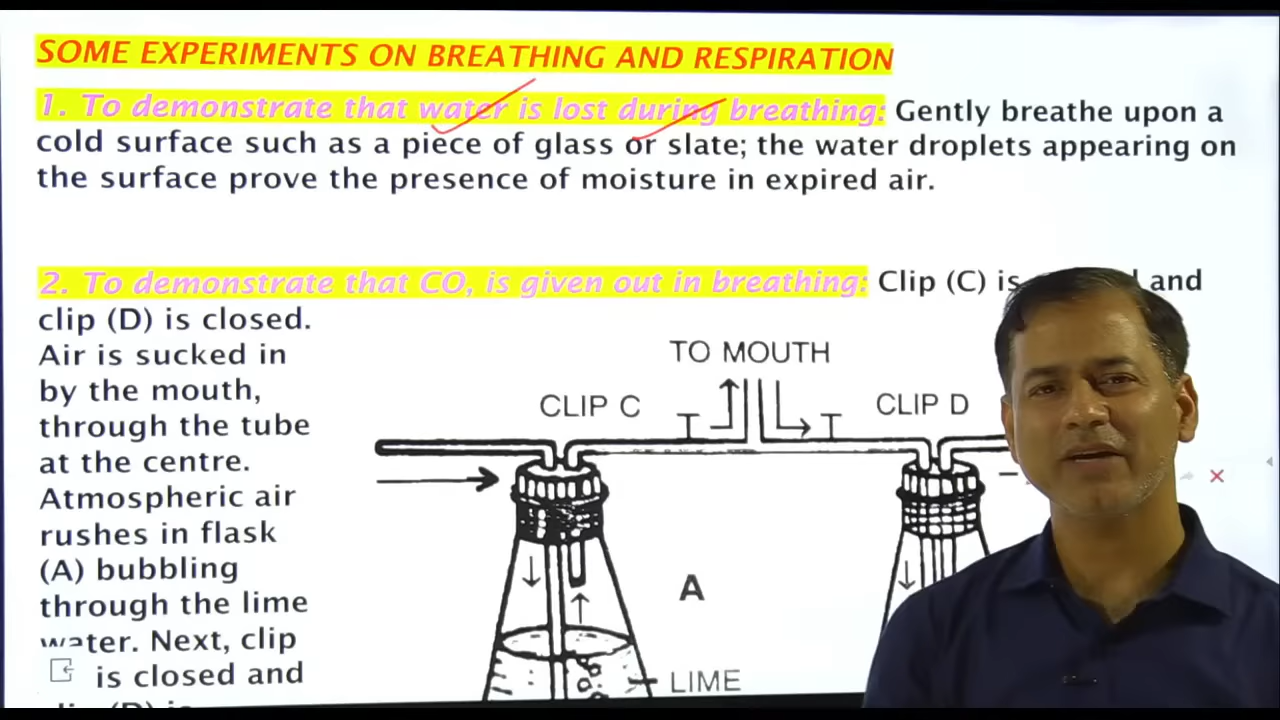 SOME EXPERIMENTS ON BREATHING AND RESPIRATION
1. To demonstrate that water is lost during breathing: Gently breathe upon a
cold surface such as a piece of glass or slate; the water droplets appearing on
the surface prove the presence of moisture in expired air.
2. To demonstrate that CO, is given out in breathing: Clip (C) is and
clip (D) is closed.
Air is sucked in
by the mouth,
through the tube
at the centre.
Atmospheric air
rushes in flask
(A) bubbling
through the lime
water. Next, clip
is closed and
TO MOUTH
CLIP C
CLIP D
A
LIME